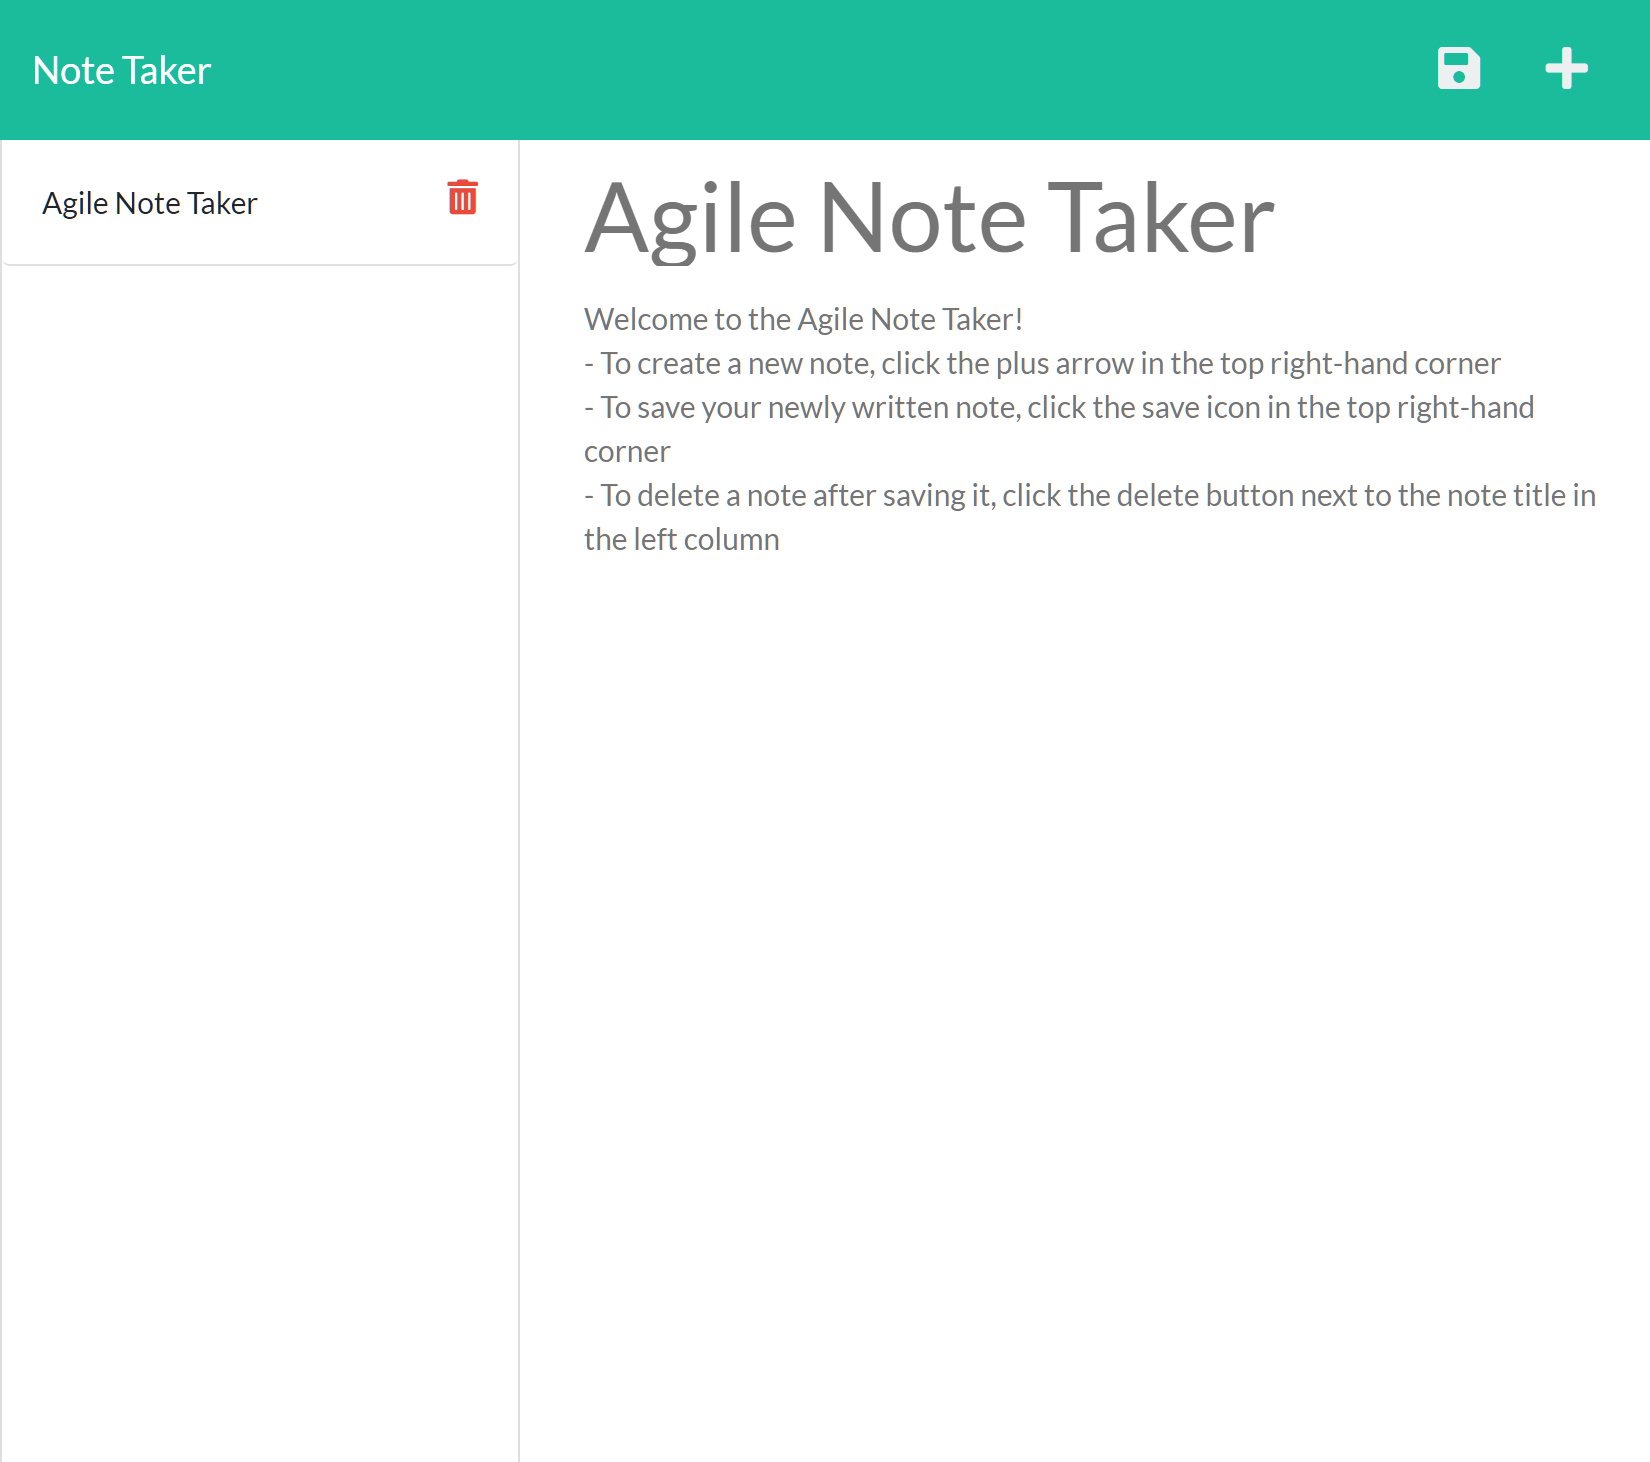 Note Taker
Agile Note Taker
Agile Note Taker
Welcome to the Agile Note Taker!
- To create a new note, click the plus arrow in the top right-hand corner
- To save your newly written note, click the save icon in the top right-hand
corner
- To delete a note after saving it, click the delete button next to the note title in
the left column